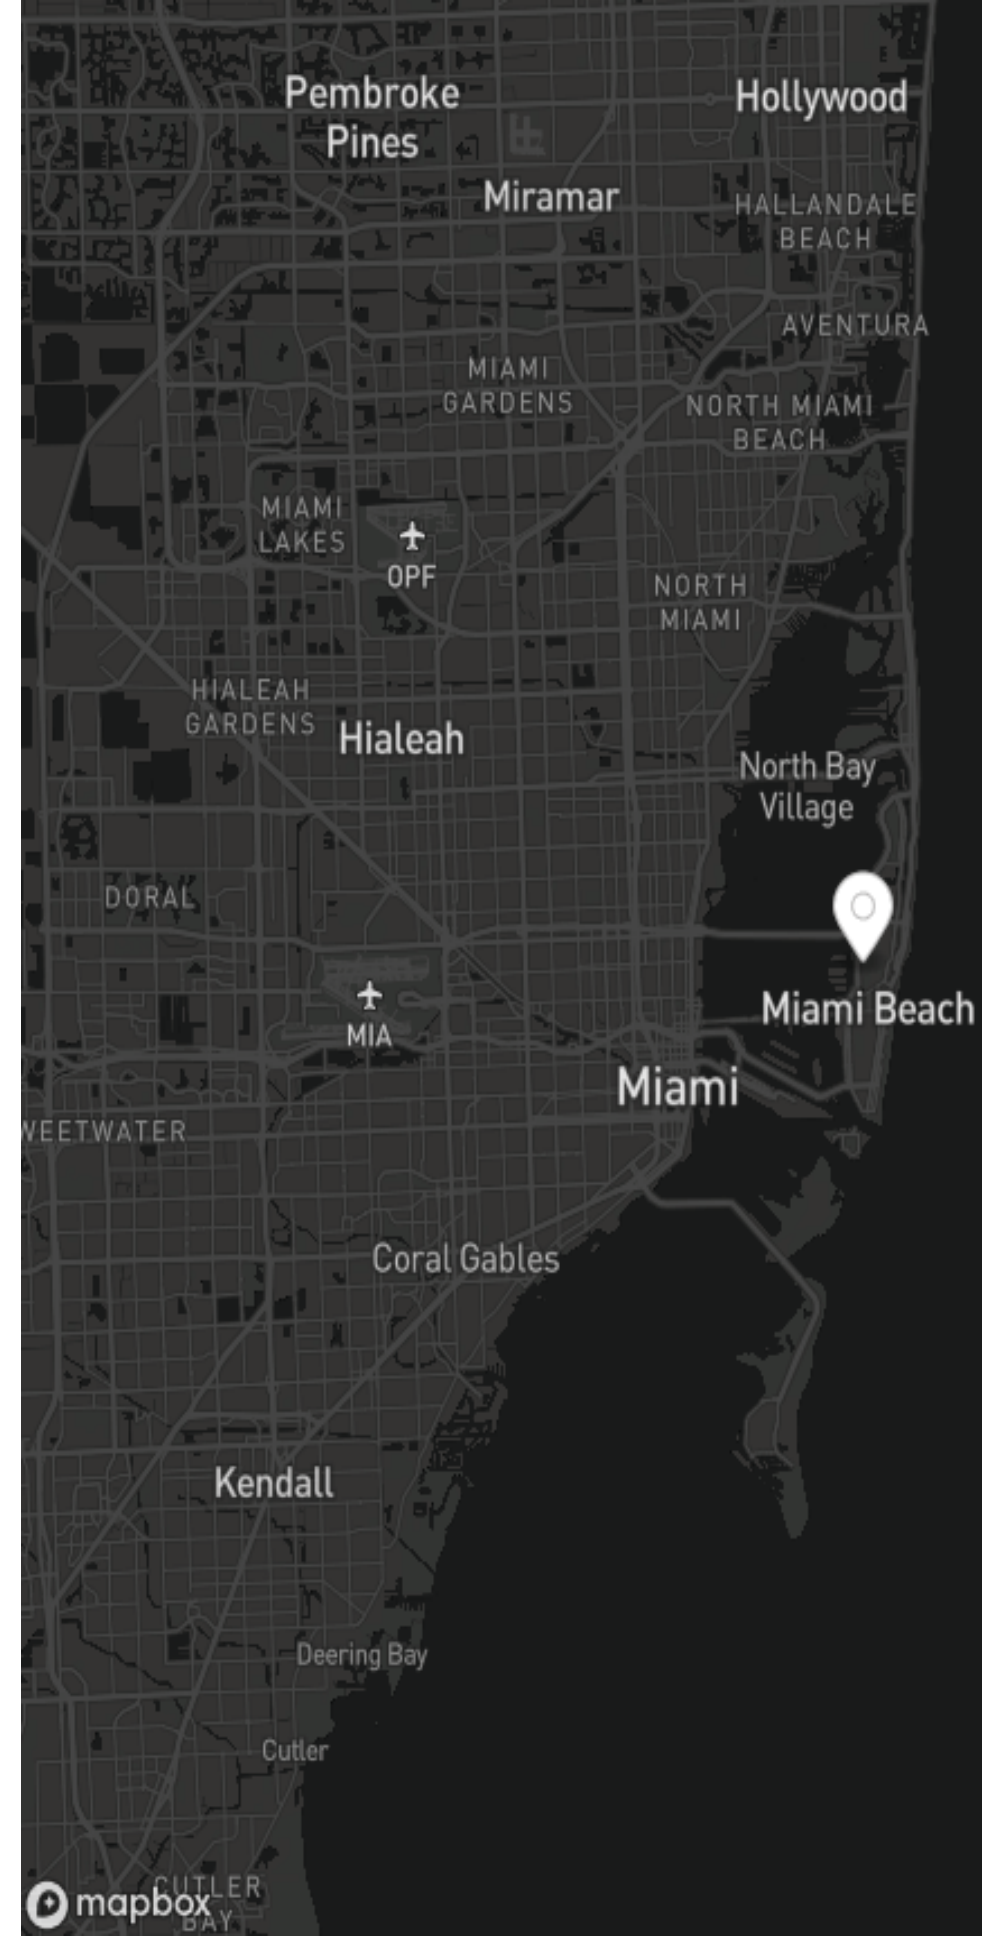 Pembroke
Pines
Hollywood
Miramar
HALLANDALE
BEACH
AVENTURA
MIAMI
GARDENS
NORTH MIAMI
BEACH
MIAMI
LAKES
OPF
NORTH
MIAMI
HIALEAH
GARDENS
Hialeah
North Bay
Village
DORAL
MIA
Miami Beach
Miami
WEETWATER
Coral Gables
Kendall
Deering Bay
Cutler
CUTLER
BAY
mapbox